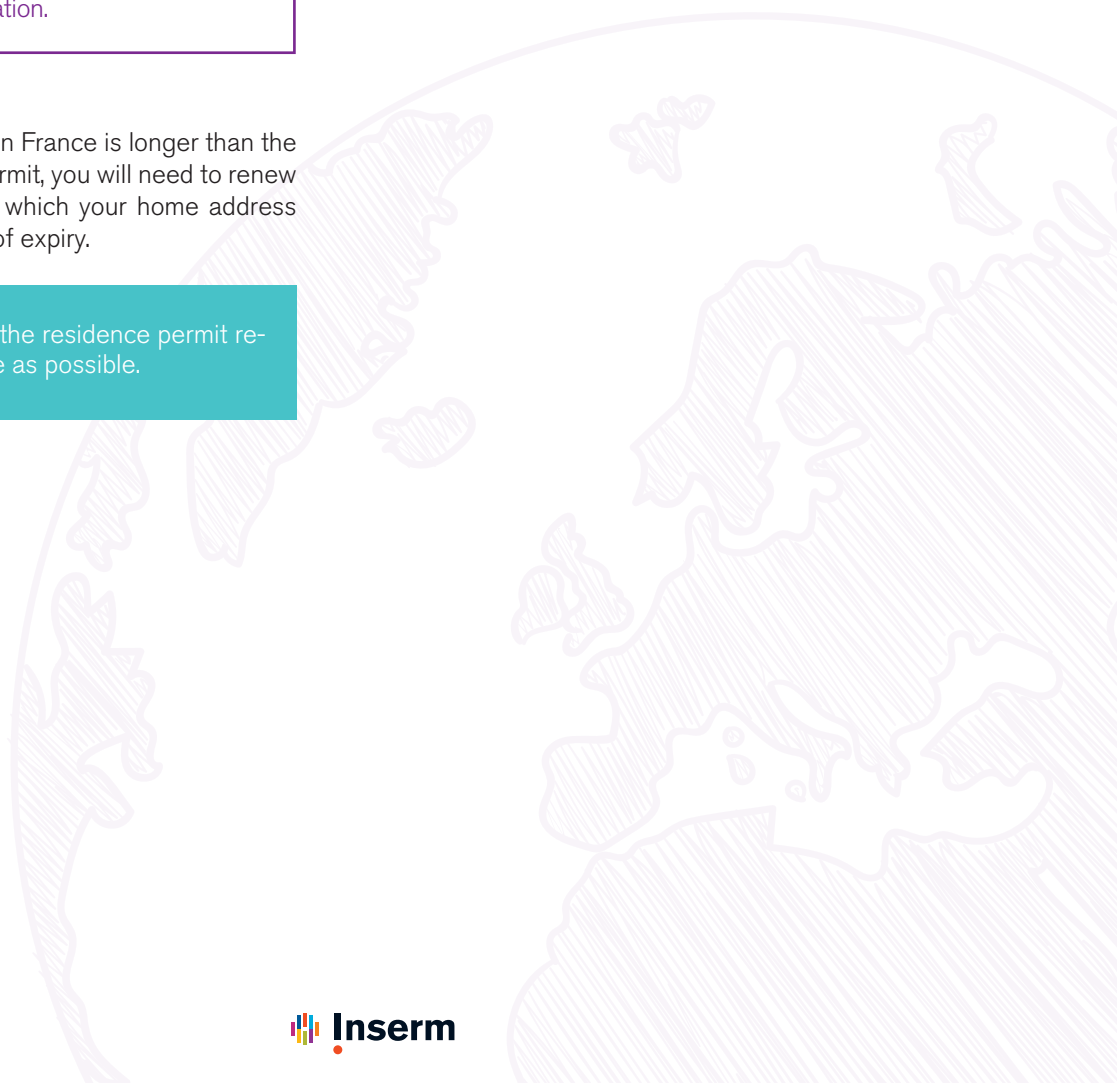 ation.
n France is longer than the
rmit, you will need to renew
which your home address
of expiry.
the residence permit re-
e as possible.
Inserm